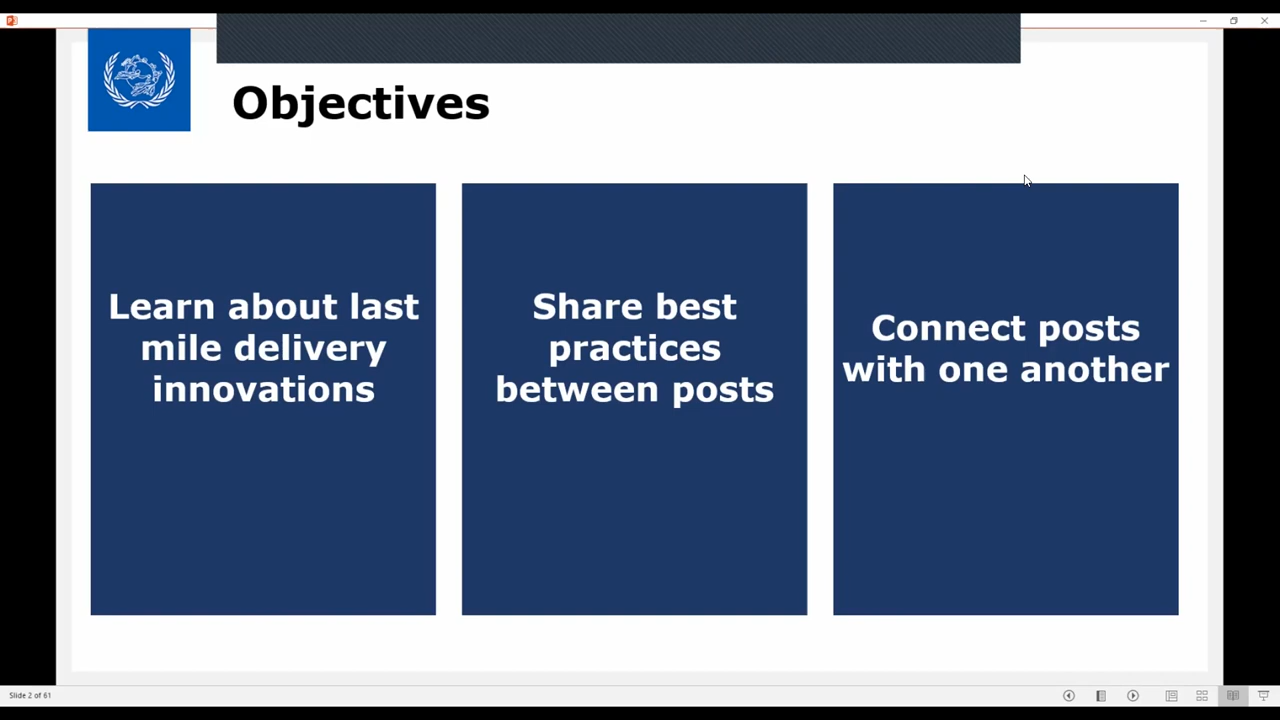 Objectives
Learn about last
mile delivery
innovations
Share best
practices
between posts
Connect posts
with one another
Slide 2 of 61